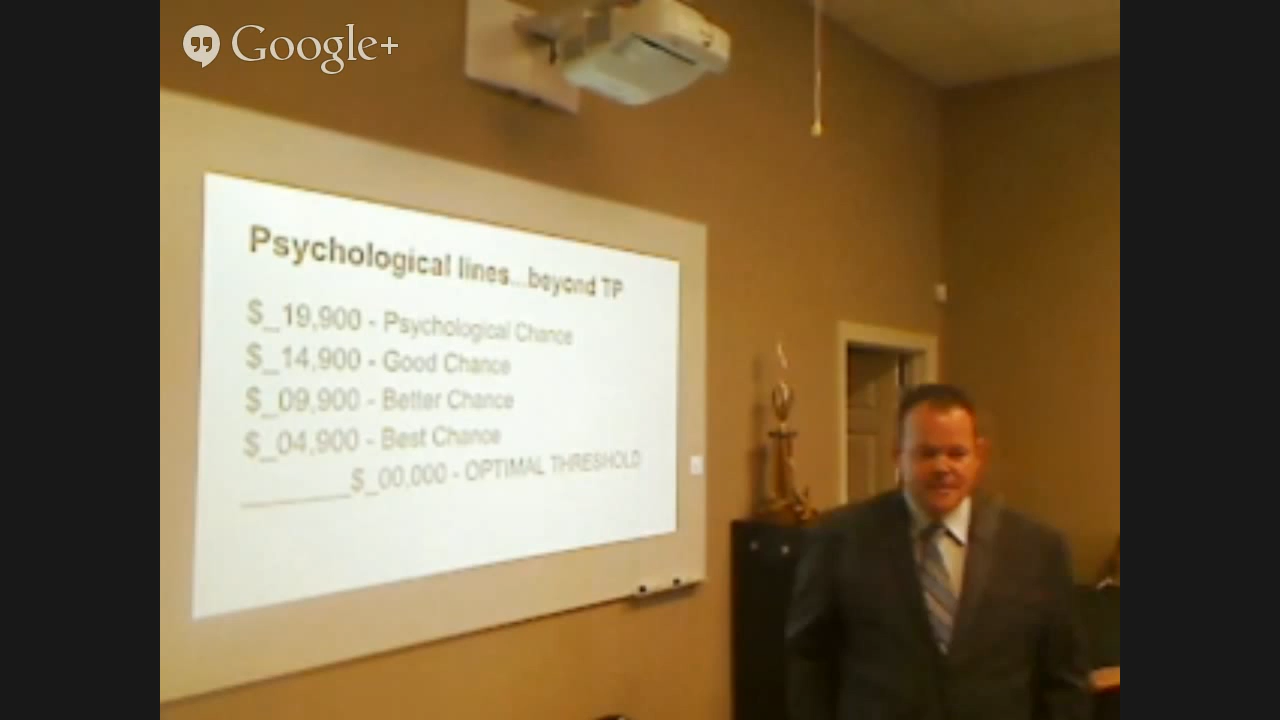 Google+
Psychological lines...beyond TP
$_19,900 - Psychological Chance
$_14,900 - Good Chance
$_09,900 - Better Chance
$_04,900 - Best Chance
_______$_00,000 - OPTIMAL THRESHOLD